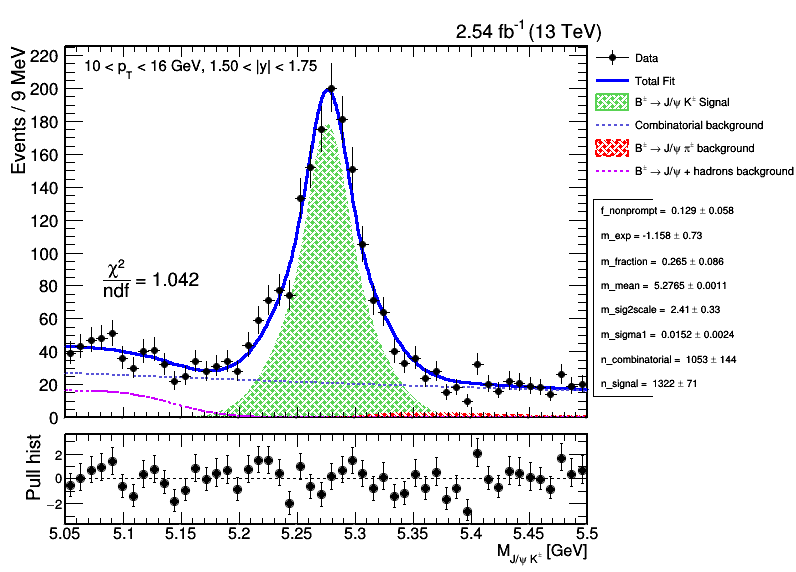 2.54 fb⁻¹ (13 TeV)
Events / 9 MeV
10 < p_T < 16 GeV, 1.50 < |y| < 1.75
χ²/ndf = 1.042
220
200
180
160
140
120
100
80
60
40
20
0
Data
Total Fit
B± → J/ψ K± Signal
Combinatorial background
B± → J/ψ π± background
B± → J/ψ + hadrons background
f_nonprompt = 0.129 ± 0.058
m_exp = -1.158 ± 0.73
m_fraction = 0.265 ± 0.086
m_mean = 5.2765 ± 0.0011
m_sig2scale = 2.41 ± 0.33
m_sigma1 = 0.0152 ± 0.0024
n_combinatorial = 1053 ± 144
n_signal = 1322 ± 71
Pull hist
2
0
−2
5.05 5.1 5.15 5.2 5.25 5.3 5.35 5.4 5.45 5.5
M_J/ψ K± [GeV]